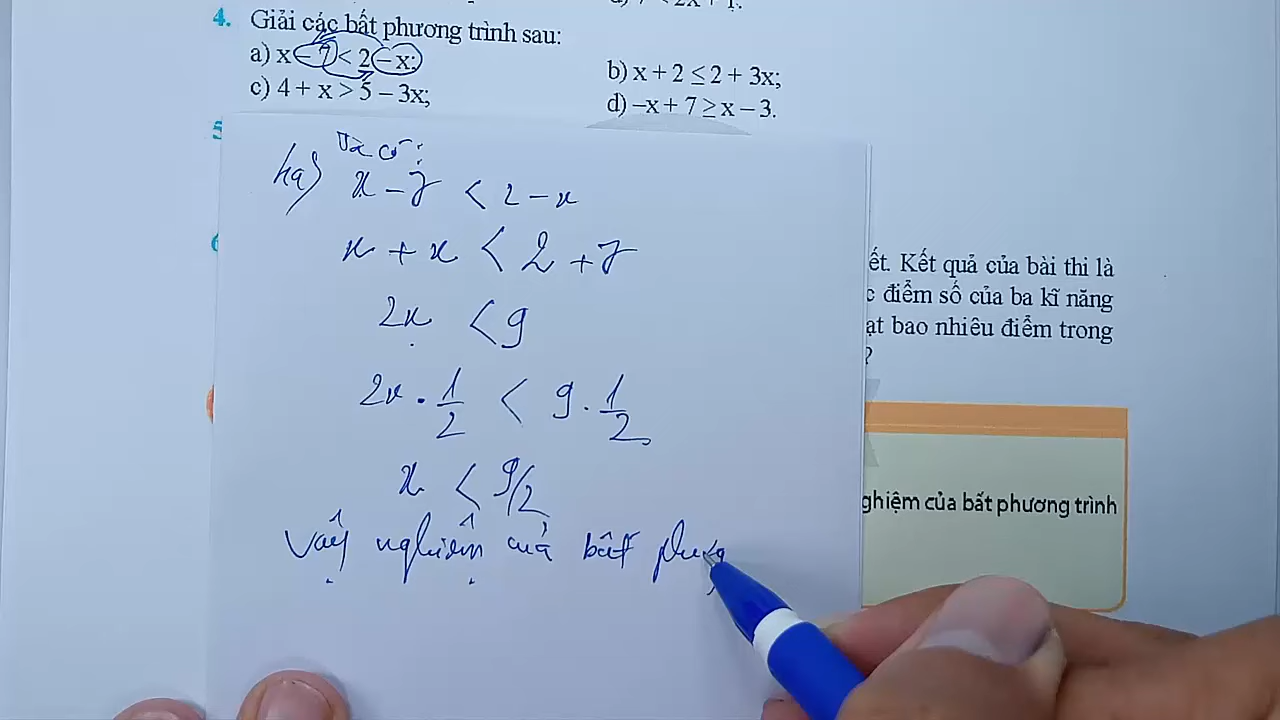 4. Giải các bất phương trình sau:
a) x – 7 < 2 – x;
b) x + 2 ≤ 2 + 3x;
c) 4 + x > 5 – 3x;
d) –x + 7 ≥ x – 3.
5
Ta có:
4a) x – 7 < 2 – x
x + x < 2 + 7
2x < 9
2x . 1/2 < 9 . 1/2
x < 9/2
Vậy nghiệm của bất phươ
6
ết. Kết quả của bài thi là
c điểm số của ba kĩ năng
ạt bao nhiêu điểm trong
?
ghiệm của bất phương trình